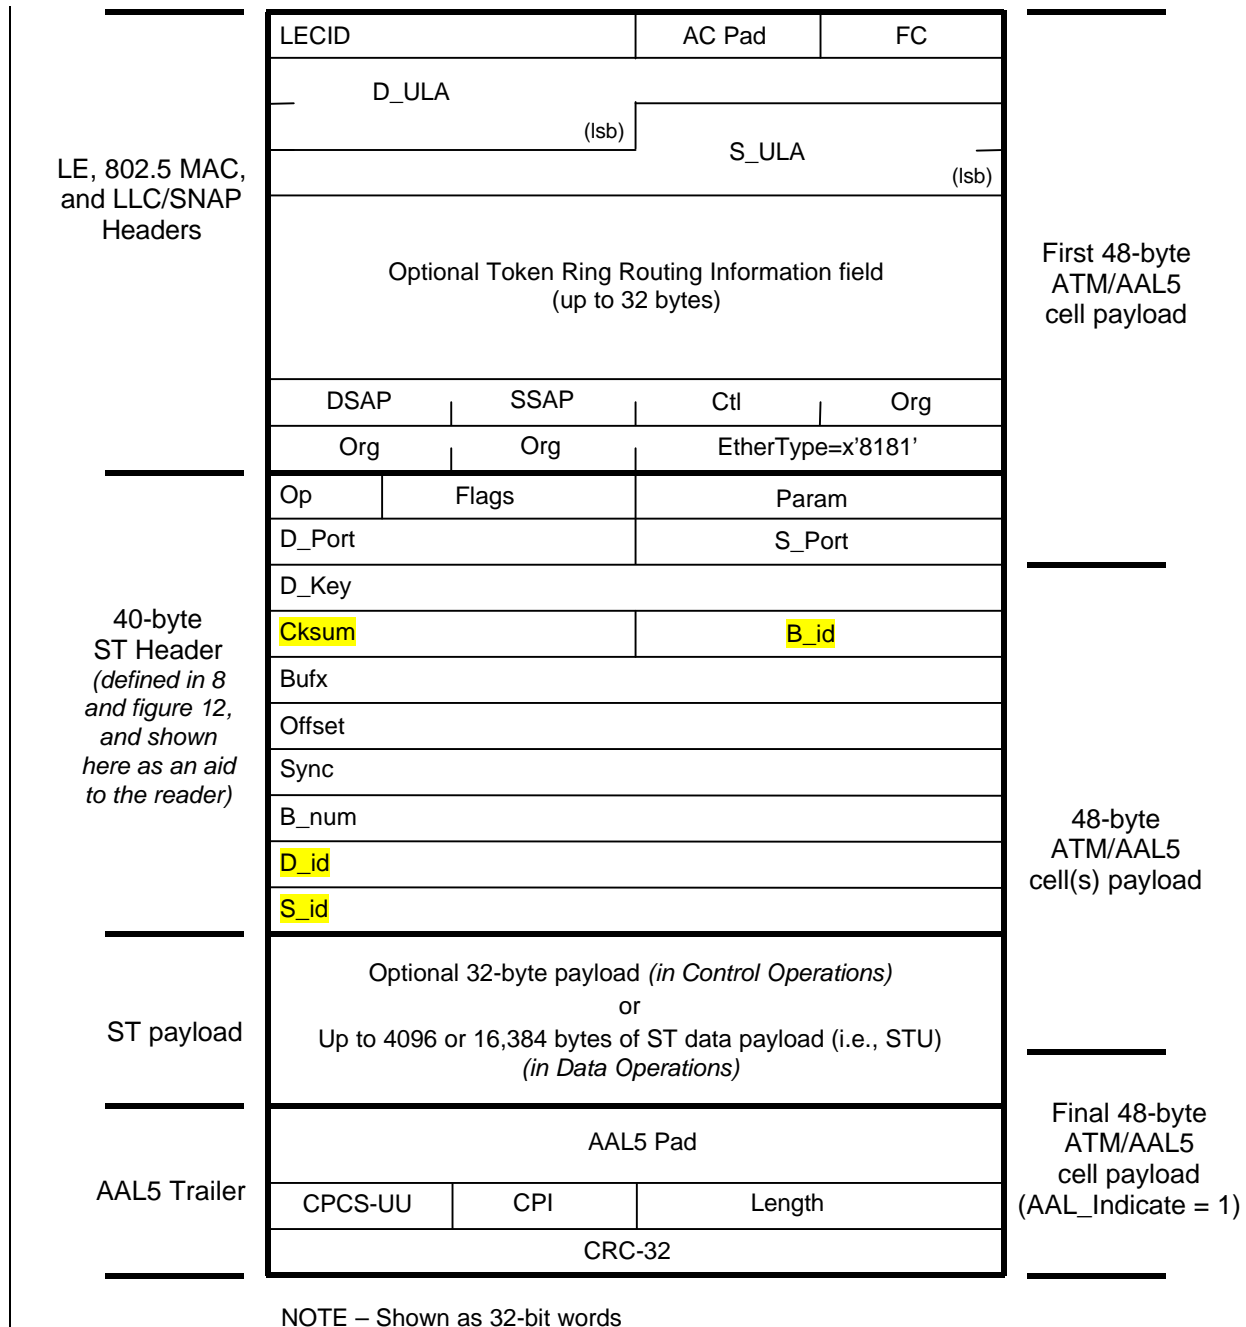 LECID AC Pad FC
D_ULA
(lsb)
S_ULA
(lsb)
LE, 802.5 MAC,
and LLC/SNAP
Headers
Optional Token Ring Routing Information field
(up to 32 bytes)
First 48-byte
ATM/AAL5
cell payload
DSAP SSAP Ctl Org
Org Org EtherType=x'8181'
Op Flags Param
D_Port S_Port
D_Key
Cksum B_id
Bufx
Offset
Sync
B_num
D_id
S_id
40-byte
ST Header
(defined in 8
and figure 12,
and shown
here as an aid
to the reader)
48-byte
ATM/AAL5
cell(s) payload
ST payload
Optional 32-byte payload (in Control Operations)
or
Up to 4096 or 16,384 bytes of ST data payload (i.e., STU)
(in Data Operations)
AAL5 Trailer
AAL5 Pad
CPCS-UU CPI Length
CRC-32
Final 48-byte
ATM/AAL5
cell payload
(AAL_Indicate = 1)
NOTE – Shown as 32-bit words